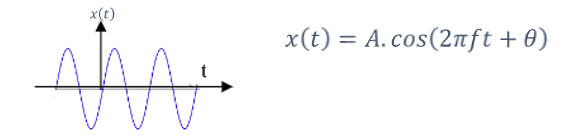 x(t)
x(t) = A.cos(2πft + θ)
t